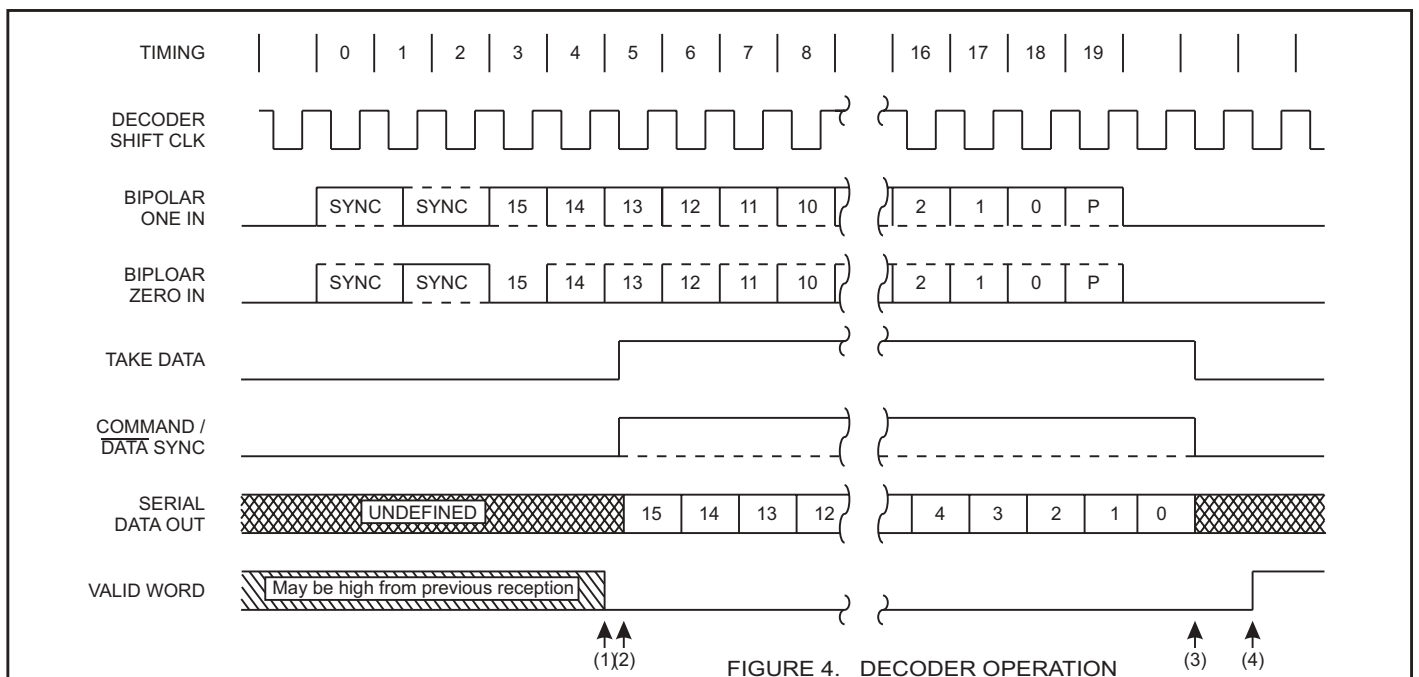 TIMING 0 1 2 3 4 5 6 7 8 16 17 18 19
DECODER
SHIFT CLK
BIPOLAR
ONE IN
SYNC SYNC 15 14 13 12 11 10 2 1 0 P
BIPLOAR
ZERO IN
SYNC SYNC 15 14 13 12 11 10 2 1 0 P
TAKE DATA
COMMAND /
DATA SYNC
SERIAL
DATA OUT
UNDEFINED 15 14 13 12 4 3 2 1 0
VALID WORD May be high from previous reception
(1) (2) (3) (4)
FIGURE 4. DECODER OPERATION